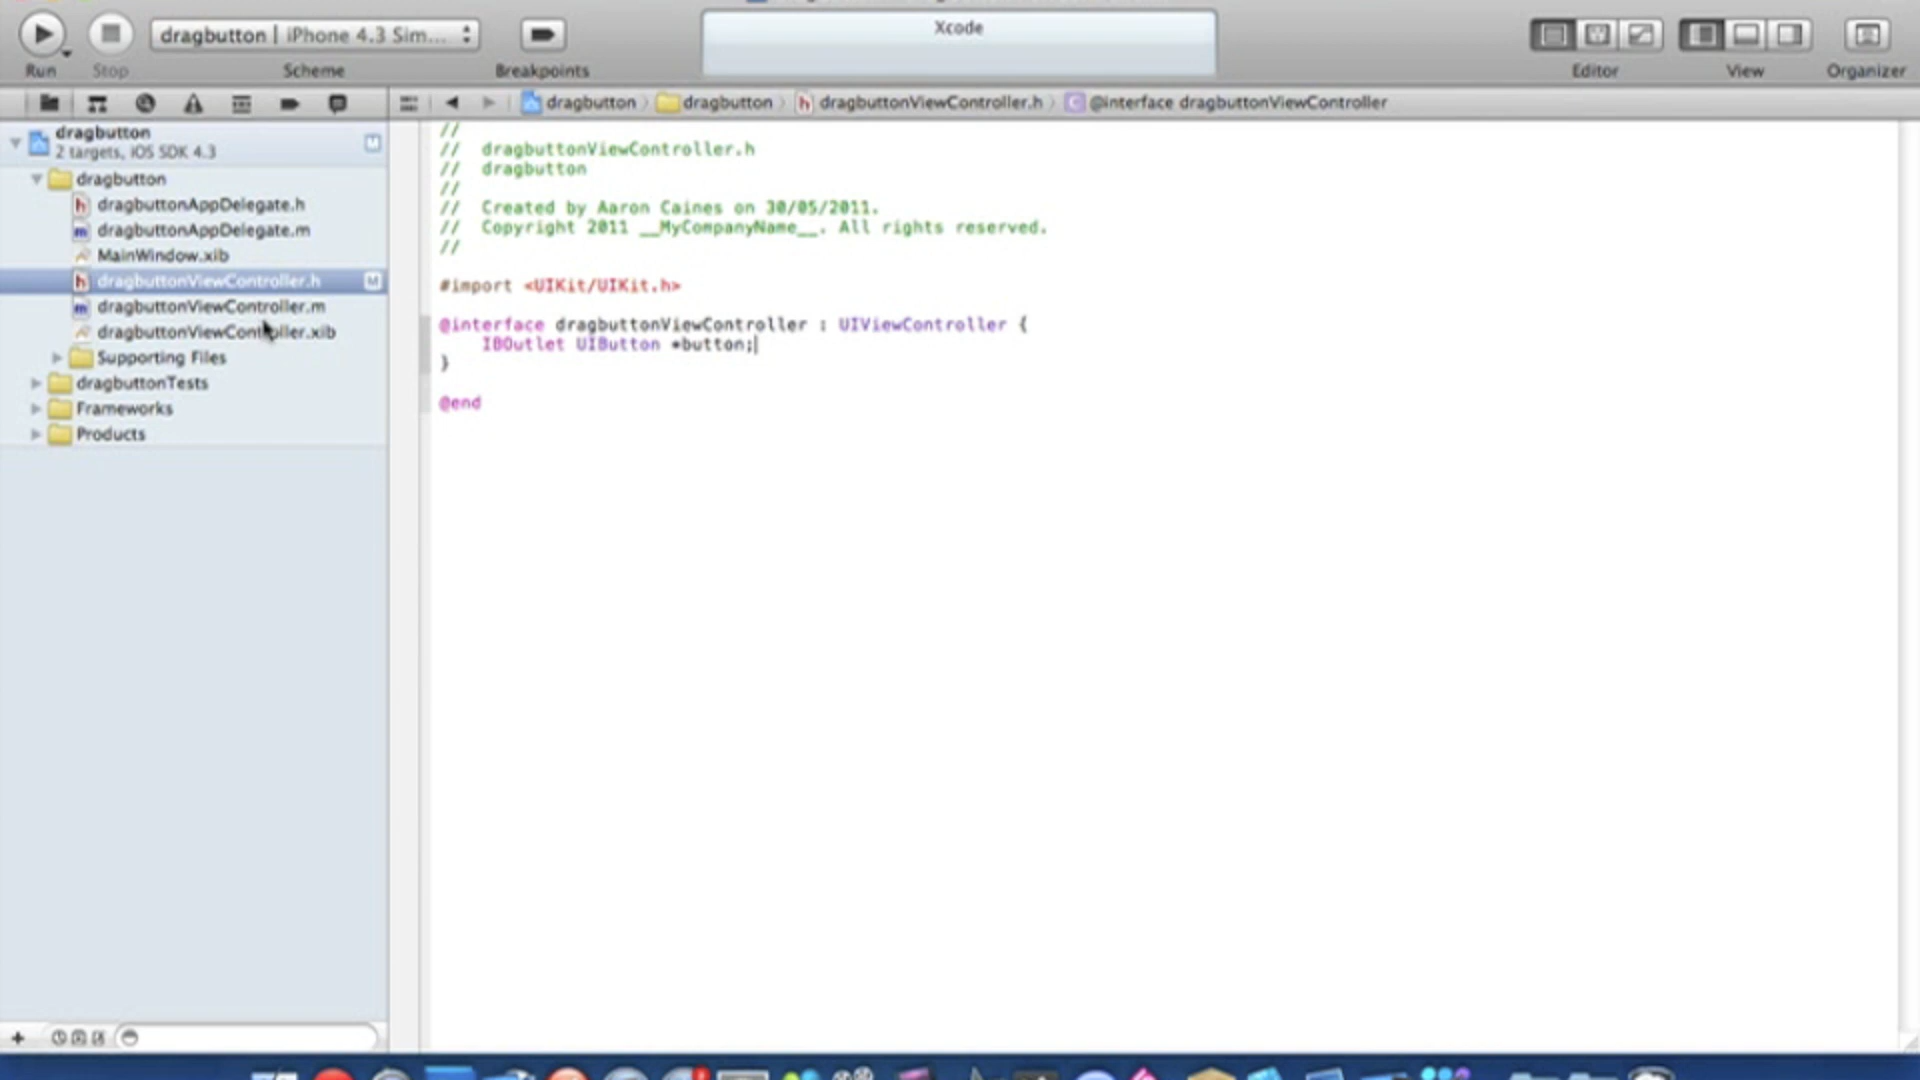 Xcode
dragbutton | iPhone 4.3 Sim...
Run
Stop
Scheme
Breakpoints
Editor
View
Organizer
dragbutton
dragbutton
dragbuttonViewController.h
@interface dragbuttonViewController
dragbutton
2 targets, iOS SDK 4.3
M
dragbutton
dragbuttonAppDelegate.h
dragbuttonAppDelegate.m
MainWindow.xib
dragbuttonViewController.h
M
dragbuttonViewController.m
dragbuttonViewController.xib
Supporting Files
dragbuttonTests
Frameworks
Products
//
//  dragbuttonViewController.h
//  dragbutton
//
//  Created by Aaron Caines on 30/05/2011.
//  Copyright 2011 __MyCompanyName__. All rights reserved.
//
#import <UIKit/UIKit.h>
@interface dragbuttonViewController : UIViewController {
IBOutlet UIButton *button;
}
@end